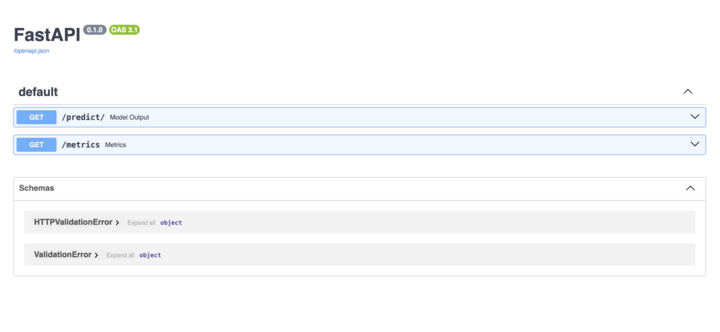 FastAPI 0.1.0 OAS 3.1
/openapi.json
default
GET /predict/ Model Output
GET /metrics Metrics
Schemas
HTTPValidationError > Expand all object
ValidationError > Expand all object